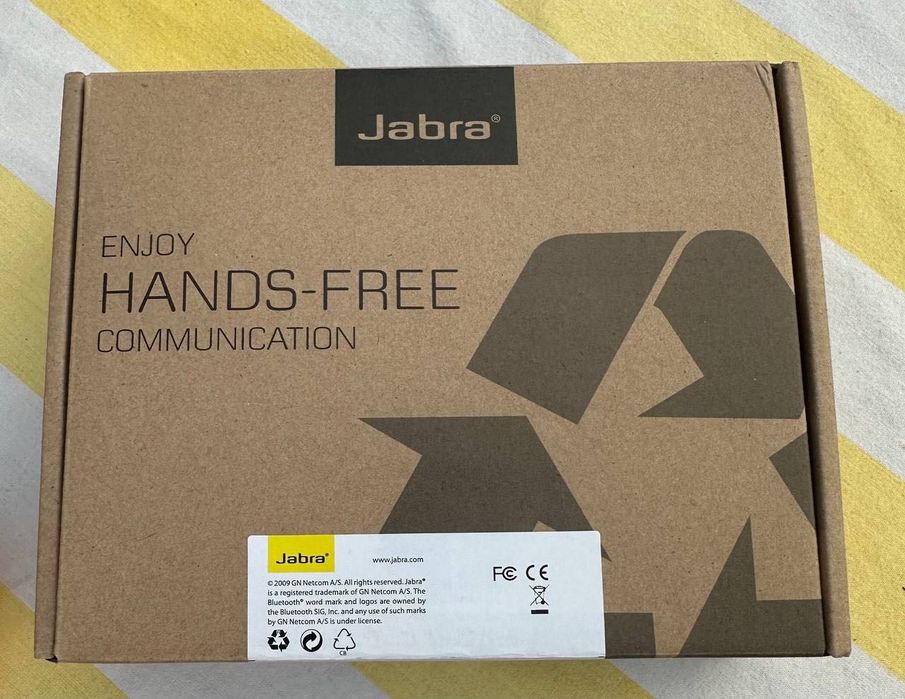 Jabra®
ENJOY
HANDS-FREE
COMMUNICATION
Jabra®
www.jabra.com
© 2009 GN Netcom A/S. All rights reserved. Jabra®
is a registered trademark of GN Netcom A/S. The
Bluetooth® word mark and logos are owned by
the Bluetooth SIG, Inc. and any use of such marks
by GN Netcom A/S is under license.
FC CE
CB